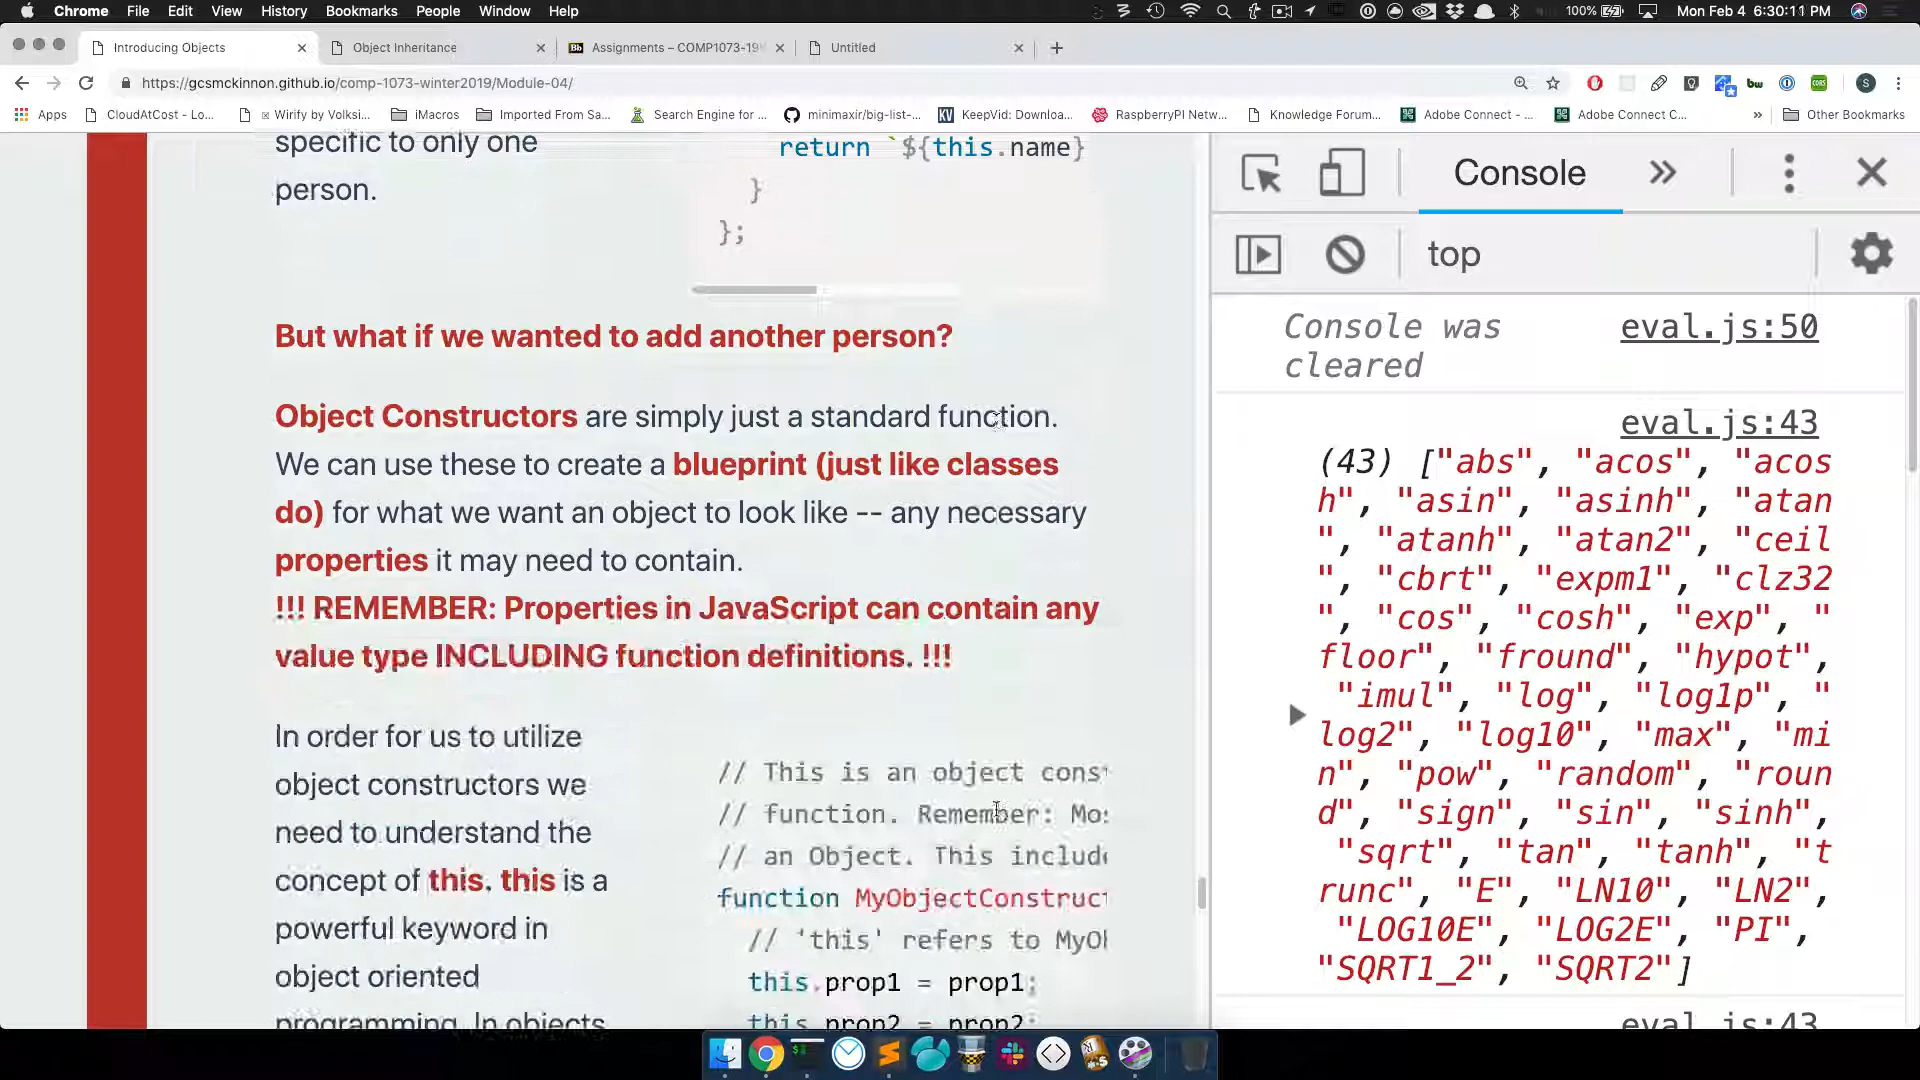 Chrome File Edit View History Bookmarks People Window Help 100% Mon Feb 4 6:30:11 PM
Introducing Objects
Object Inheritance
Bb Assignments – COMP1073-19
Untitled
https://gcsmckinnon.github.io/comp-1073-winter2019/Module-04/
Apps CloudAtCost - Lo... Wirify by Volksi... iMacros Imported From Sa... Search Engine for ... minimaxir/big-list-... KeepVid: Downloa... RaspberryPI Netw... Knowledge Forum... Adobe Connect - ... Adobe Connect C... » Other Bookmarks
specific to only one
person.
return `${this.name}
}
};
But what if we wanted to add another person?
Object Constructors are simply just a standard function.
We can use these to create a blueprint (just like classes
do) for what we want an object to look like -- any necessary
properties it may need to contain.
!!! REMEMBER: Properties in JavaScript can contain any
value type INCLUDING function definitions. !!!
In order for us to utilize
object constructors we
need to understand the
concept of this. this is a
powerful keyword in
object oriented
programming. In objects
// This is an object cons
// function. Remember: Mo
// an Object. This includ
function MyObjectConstruct
// 'this' refers to MyO
this.prop1 = prop1;
this.prop2 = prop2;
Console »
top
Console was eval.js:50
cleared
eval.js:43
(43) ["abs", "acos", "acos
h", "asin", "asinh", "atan
", "atanh", "atan2", "ceil
", "cbrt", "expm1", "clz32
", "cos", "cosh", "exp", "
floor", "fround", "hypot",
"imul", "log", "log1p", "
log2", "log10", "max", "mi
n", "pow", "random", "roun
d", "sign", "sin", "sinh",
"sqrt", "tan", "tanh", "t
runc", "E", "LN10", "LN2",
"LOG10E", "LOG2E", "PI",
"SQRT1_2", "SQRT2"]
eval.js:43